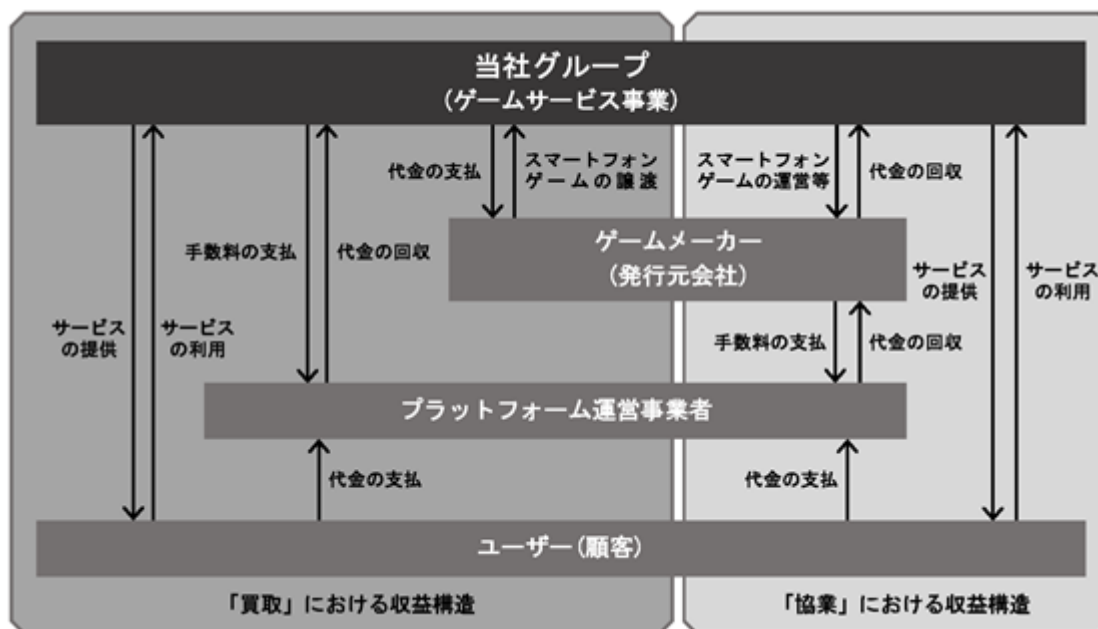 当社グループ
(ゲームサービス事業)
代金の支払
スマートフォン
ゲームの譲渡
スマートフォン
ゲームの運営等
代金の回収
ゲームメーカー
(発行元会社)
手数料の支払
代金の回収
サービス
の提供
サービス
の利用
サービス
の提供
サービス
の利用
手数料の支払
代金の回収
プラットフォーム運営事業者
代金の支払
代金の支払
ユーザー(顧客)
「買取」における収益構造
「協業」における収益構造